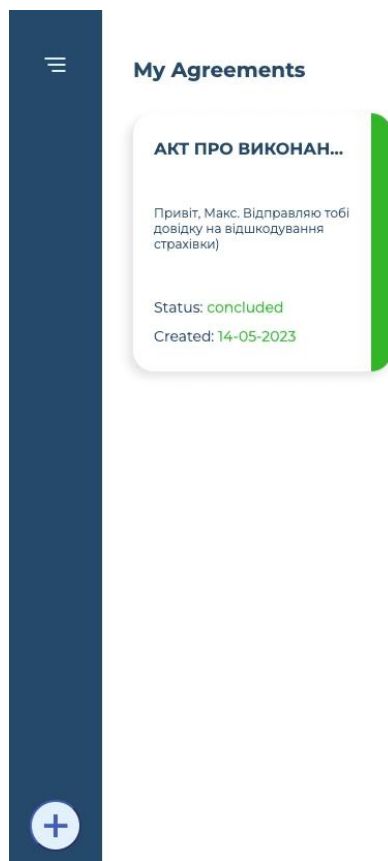 My Agreements
АКТ ПРО ВИКОНАН...
Привіт, Макс. Відправляю тобі
довідку на відшкодування
страхівки)
Status: concluded
Created: 14-05-2023